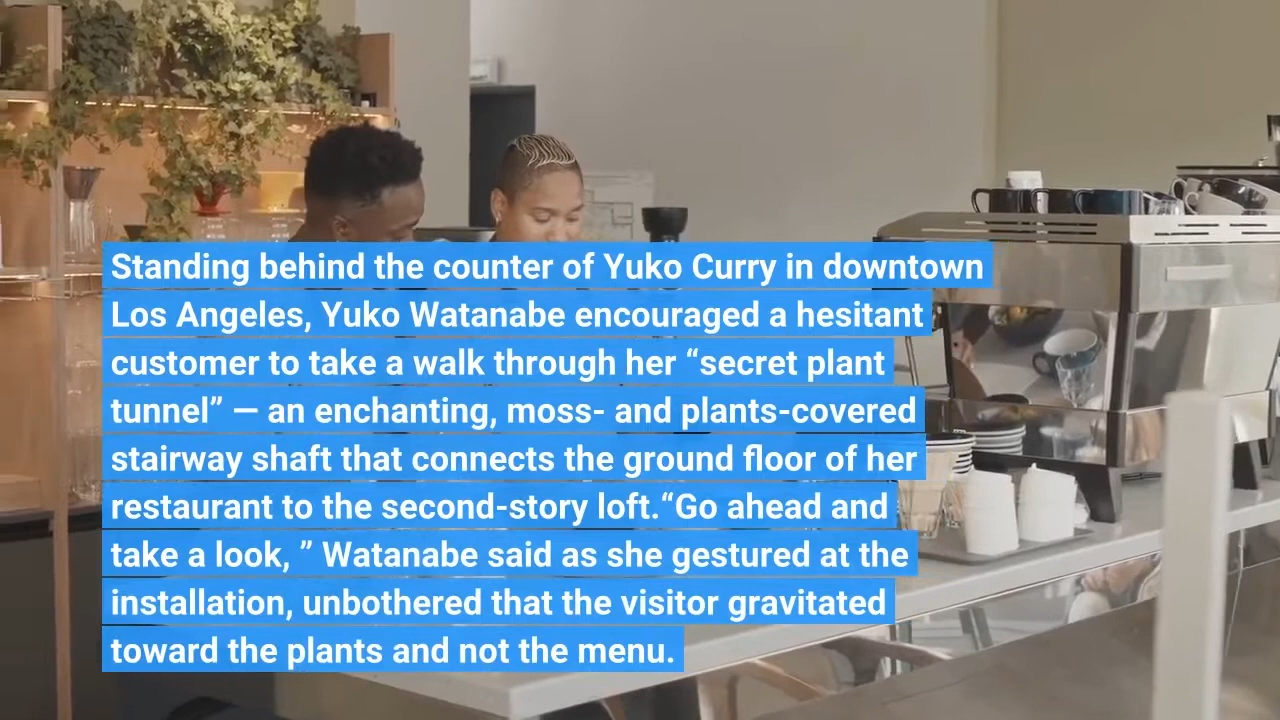 Standing behind the counter of Yuko Curry in downtown
Los Angeles, Yuko Watanabe encouraged a hesitant
customer to take a walk through her “secret plant
tunnel” — an enchanting, moss- and plants-covered
stairway shaft that connects the ground floor of her
restaurant to the second-story loft.“Go ahead and
take a look, ” Watanabe said as she gestured at the
installation, unbothered that the visitor gravitated
toward the plants and not the menu.